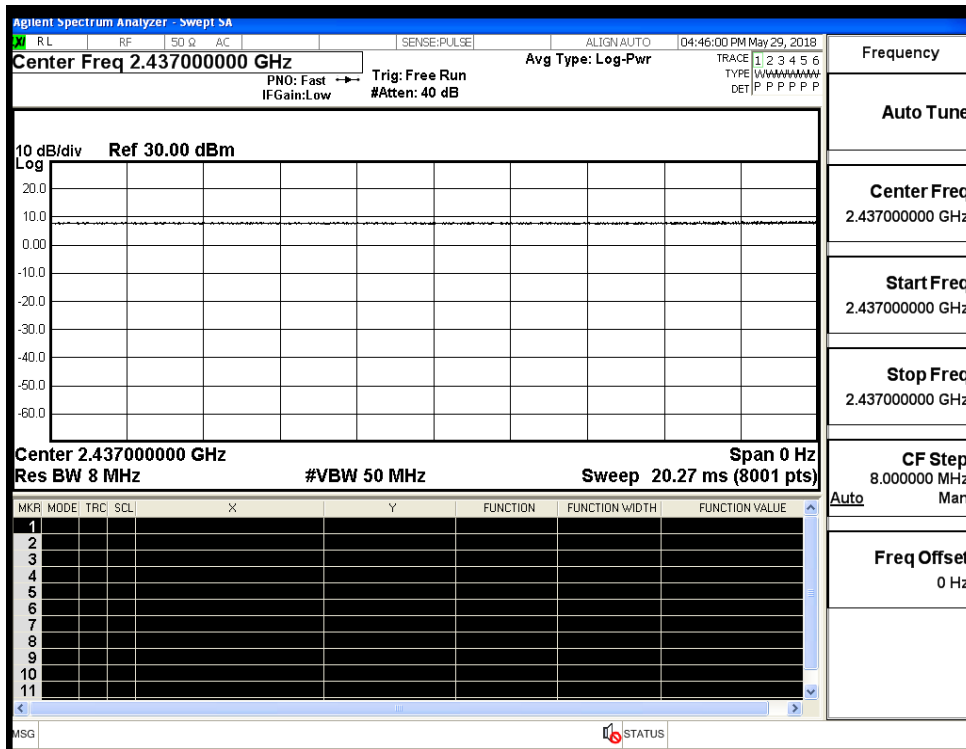 Agilent Spectrum Analyzer - Swept SA
RL RF 50 Ω AC SENSE:PULSE ALIGN AUTO 04:46:00 PM May 29, 2018
Center Freq 2.437000000 GHz
PNO: Fast
IFGain:Low
Trig: Free Run
#Atten: 40 dB
Avg Type: Log-Pwr
TRACE 1 2 3 4 5 6
TYPE
DET P P P P P P
10 dB/div Ref 30.00 dBm
Log
20.0
10.0
0.00
-10.0
-20.0
-30.0
-40.0
-50.0
-60.0
Center 2.437000000 GHz Span 0 Hz
Res BW 8 MHz #VBW 50 MHz Sweep 20.27 ms (8001 pts)
MKR MODE TRC SCL X Y FUNCTION FUNCTION WIDTH FUNCTION VALUE
1
2
3
4
5
6
7
8
9
10
11
MSG STATUS
Frequency
Auto Tune
Center Freq
2.437000000 GHz
Start Freq
2.437000000 GHz
Stop Freq
2.437000000 GHz
CF Step
8.000000 MHz
Auto Man
Freq Offset
0 Hz